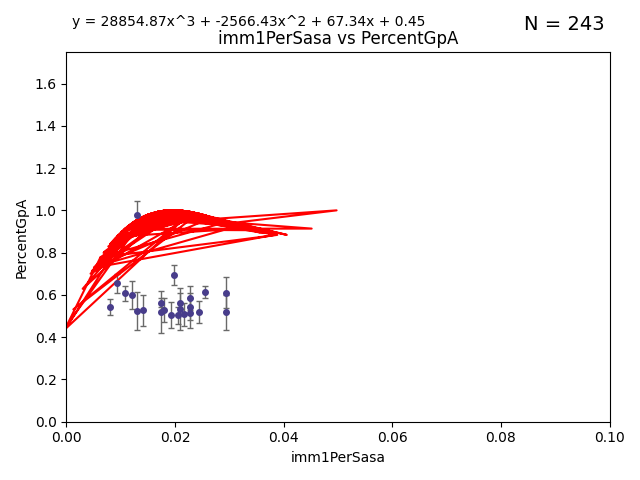 y = 28854.87x^3 + -2566.43x^2 + 67.34x + 0.45
N = 243
imm1PerSasa vs PercentGpA
PercentGpA
1.6
1.4
1.2
1.0
0.8
0.6
0.4
0.2
0.0
0.00 0.02 0.04 0.06 0.08 0.10
imm1PerSasa